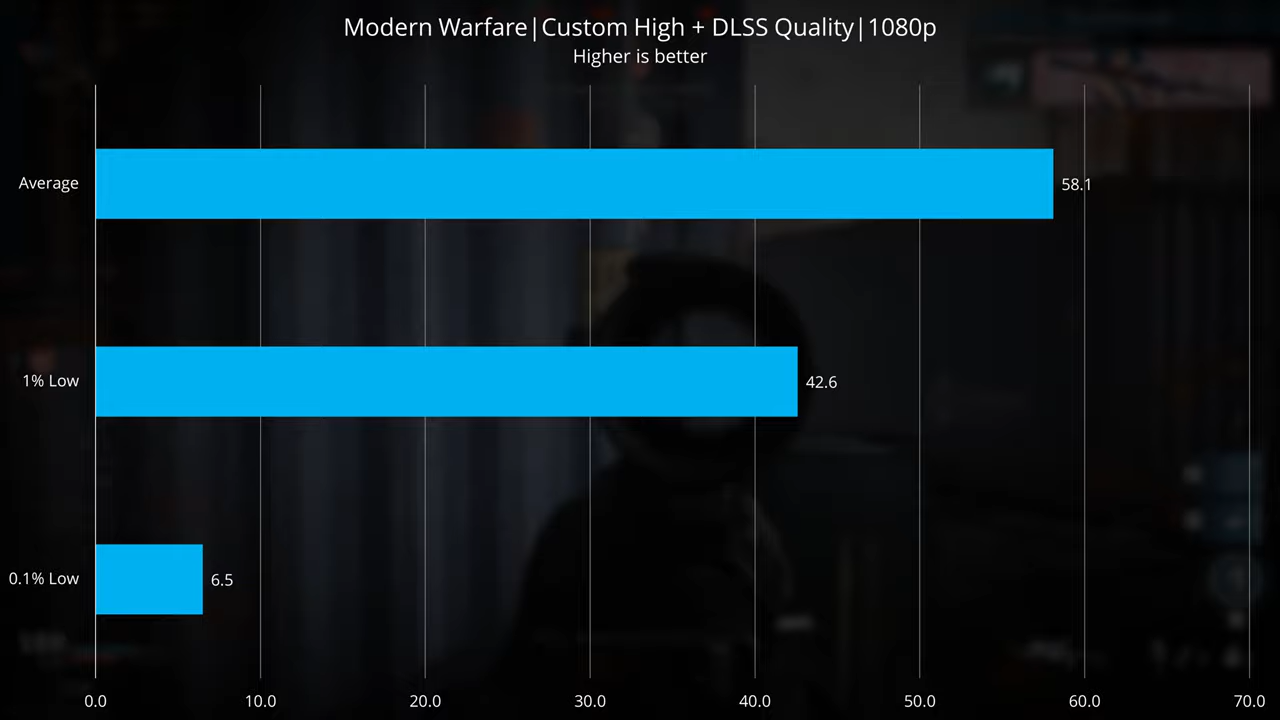 Modern Warfare|Custom High + DLSS Quality|1080p
Higher is better
Average
58.1
1% Low
42.6
0.1% Low
6.5
0.0 10.0 20.0 30.0 40.0 50.0 60.0 70.0